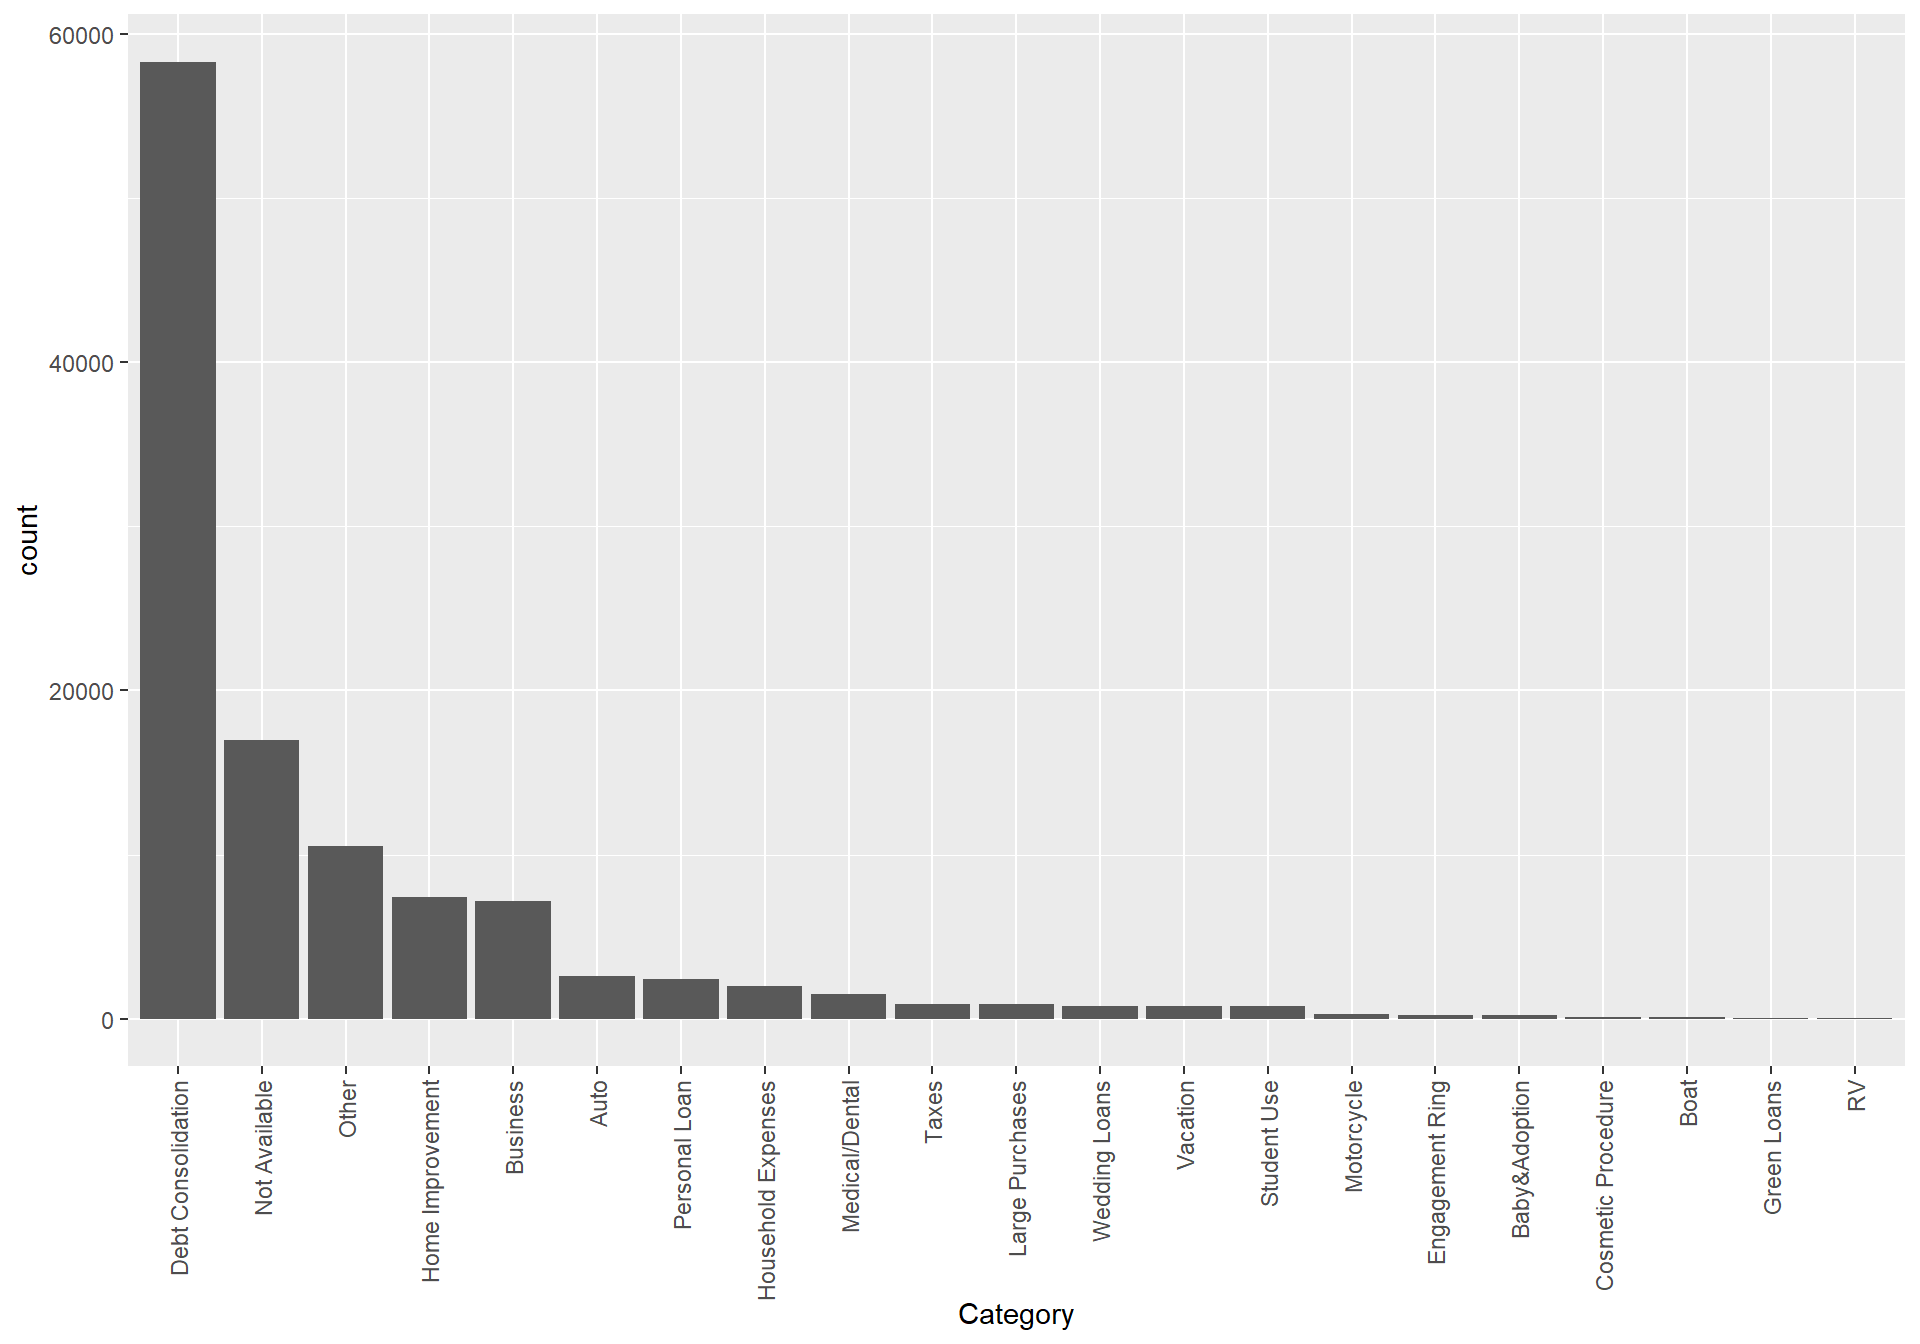 60000
40000
20000
0
count
Debt Consolidation
Not Available
Other
Home Improvement
Business
Auto
Personal Loan
Household Expenses
Medical/Dental
Taxes
Large Purchases
Wedding Loans
Vacation
Student Use
Motorcycle
Engagement Ring
Baby&Adoption
Cosmetic Procedure
Boat
Green Loans
RV
Category